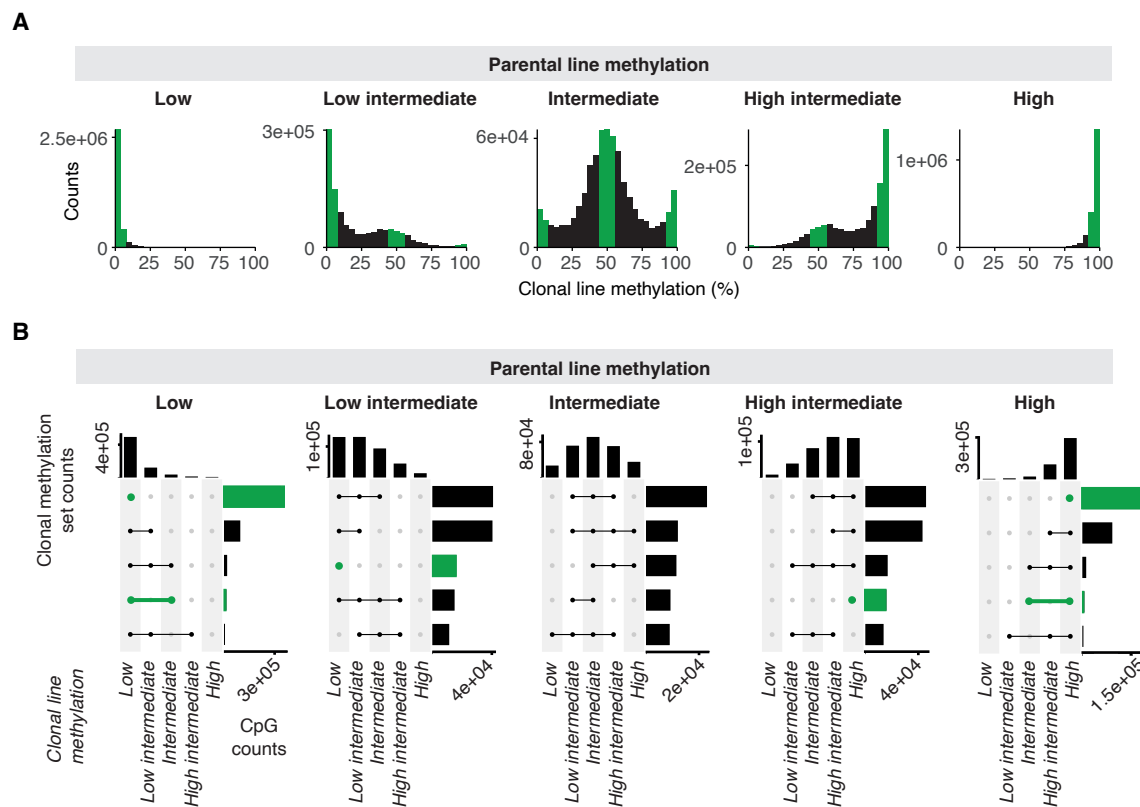 A
Parental line methylation
Low
Low intermediate
Intermediate
High intermediate
High
Counts
2.5e+06
0
0 25 50 75 100
3e+05
0
0 25 50 75 100
6e+04
0
0 25 50 75 100
2e+05
0
0 25 50 75 100
1e+06
0
0 25 50 75 100
Clonal line methylation (%)
B
Parental line methylation
Low
Low intermediate
Intermediate
High intermediate
High
Clonal methylation
set counts
4e+05
1e+05
8e+04
1e+05
3e+05
Clonal line
methylation
Low
Low intermediate
Intermediate
High intermediate
High
3e+05
CpG
counts
Low
Low intermediate
Intermediate
High intermediate
High
4e+04
Low
Low intermediate
Intermediate
High intermediate
High
2e+04
Low
Low intermediate
Intermediate
High intermediate
High
4e+04
Low
Low intermediate
Intermediate
High intermediate
High
1.5e+05